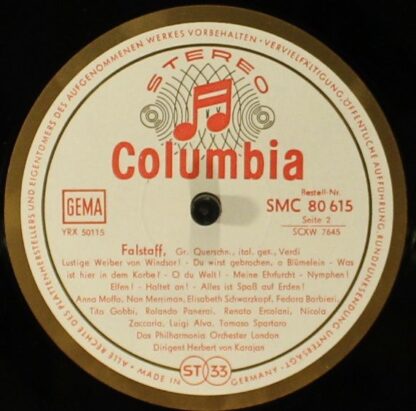 ALLE RECHTE DES PLATTENHERSTELLERS UND EIGENTÜMERS DES AUFGENOMMENEN WERKES VORBEHALTEN · VERVIELFÄLTIGUNG, ÖFFENTLICHE AUFFÜHRUNG, RUNDFUNKSENDUNG UNTERSAGT ·
STEREO
Columbia
GEMA
YRX 50115
Bestell-Nr.
SMC 80 615
Seite 2
SCXW 7645
Falstaff, Gr. Querschn., ital. ges., Verdi
Lustige Weiber von Windsor! - Du wirst gebrochen, o Blümelein - Was
ist hier in dem Korbe? - O du Welt! - Meine Ehrfurcht - Nymphen!
Elfen! - Haltet an! - Alles ist Spaß auf Erden!
Anna Moffo, Nan Merriman, Elisabeth Schwarzkopf, Fedora Barbieri,
Tito Gobbi, Rolando Panerai, Renato Ercolani, Nicola
Zaccaria, Luigi Alva, Tomaso Spartaro
Das Philharmonia Orchester London
Dirigent Herbert von Karajan
MADE IN GERMANY
ST 33